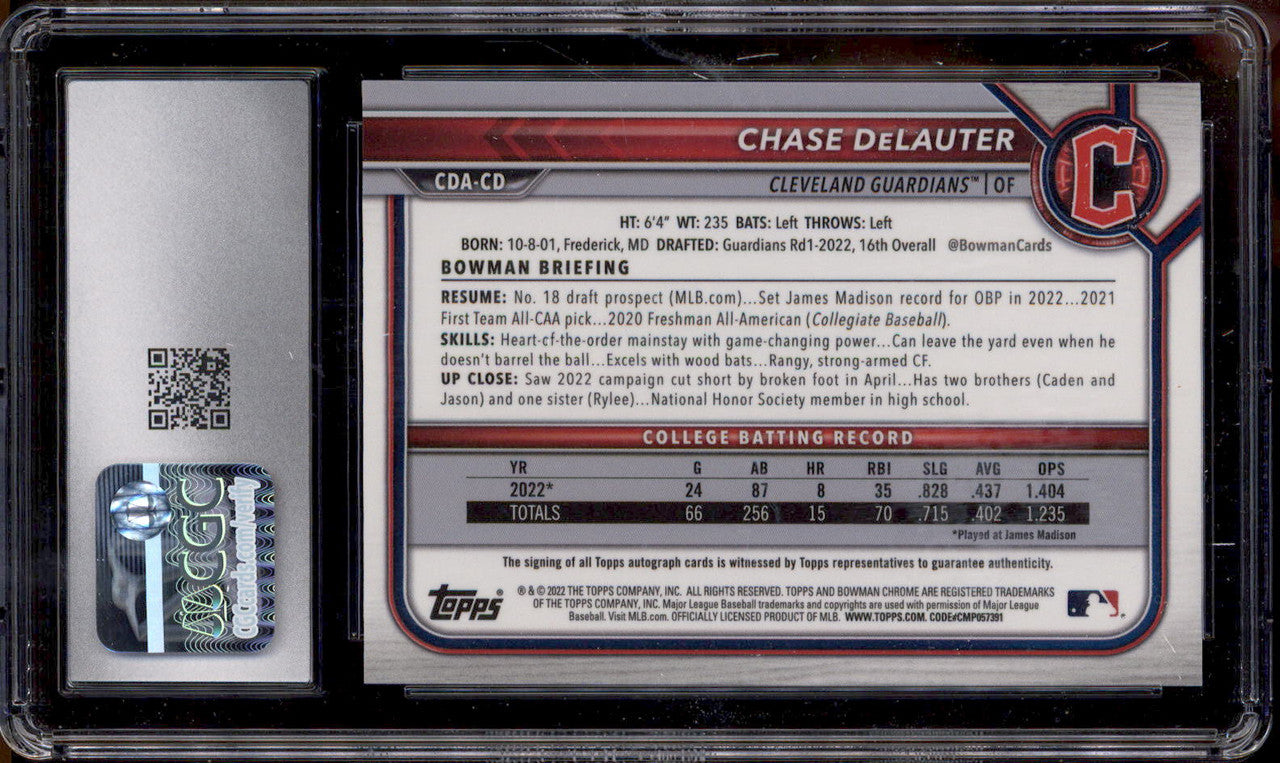 CHASE DeLAUTER
CDA-CD
CLEVELAND GUARDIANS™ | OF
C
HT: 6'4" WT: 235 BATS: Left THROWS: Left
BORN: 10-8-01, Frederick, MD DRAFTED: Guardians Rd1-2022, 16th Overall @BowmanCards
BOWMAN BRIEFING
RESUME: No. 18 draft prospect (MLB.com)...Set James Madison record for OBP in 2022...2021
First Team All-CAA pick...2020 Freshman All-American (Collegiate Baseball).
SKILLS: Heart-of-the-order mainstay with game-changing power...Can leave the yard even when he
doesn't barrel the ball...Excels with wood bats...Rangy, strong-armed CF.
UP CLOSE: Saw 2022 campaign cut short by broken foot in April...Has two brothers (Caden and
Jason) and one sister (Rylee)...National Honor Society member in high school.
COLLEGE BATTING RECORD
YR G AB HR RBI SLG AVG OPS
2022* 24 87 8 35 .828 .437 1.404
TOTALS 66 256 15 70 .715 .402 1.235
*Played at James Madison
The signing of all Topps autograph cards is witnessed by Topps representatives to guarantee authenticity.
Topps®
® & © 2022 THE TOPPS COMPANY, INC. ALL RIGHTS RESERVED. TOPPS AND BOWMAN CHROME ARE REGISTERED TRADEMARKS
OF THE TOPPS COMPANY, INC. Major League Baseball trademarks and copyrights are used with permission of Major League
Baseball. Visit MLB.com. OFFICIALLY LICENSED PRODUCT OF MLB. WWW.TOPPS.COM. CODE#CMP057391
CGC
CGCcards.com/verify